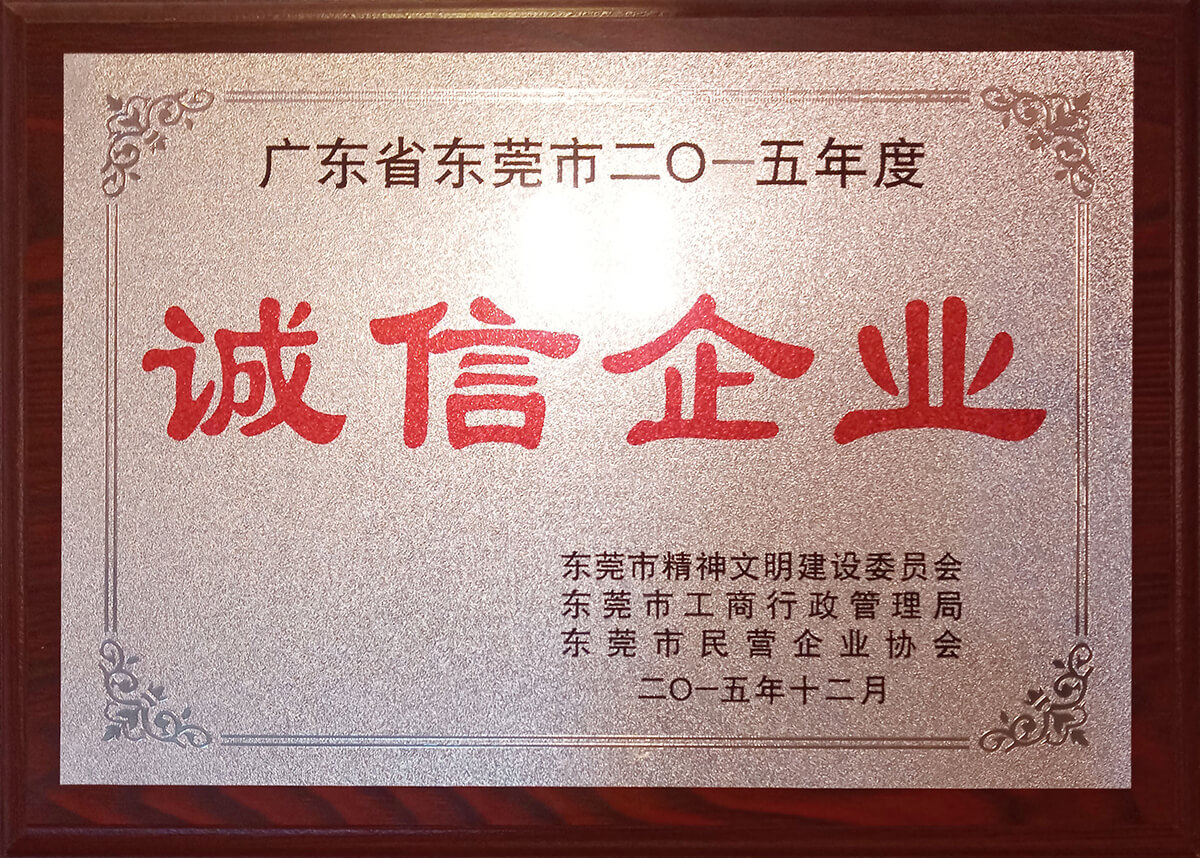 广东省东莞市二〇一五年度
诚信企业
东莞市精神文明建设委员会
东莞市工商行政管理局
东莞市民营企业协会
二〇一五年十二月